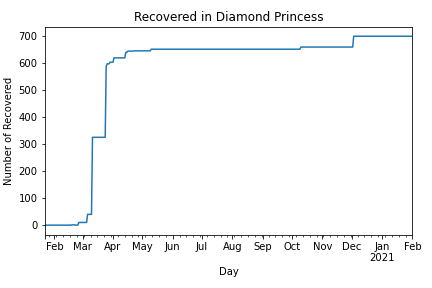 Recovered in Diamond Princess
Number of Recovered
700
600
500
400
300
200
100
0
Feb Mar Apr May Jun Jul Aug Sep Oct Nov Dec Jan Feb
2021
Day